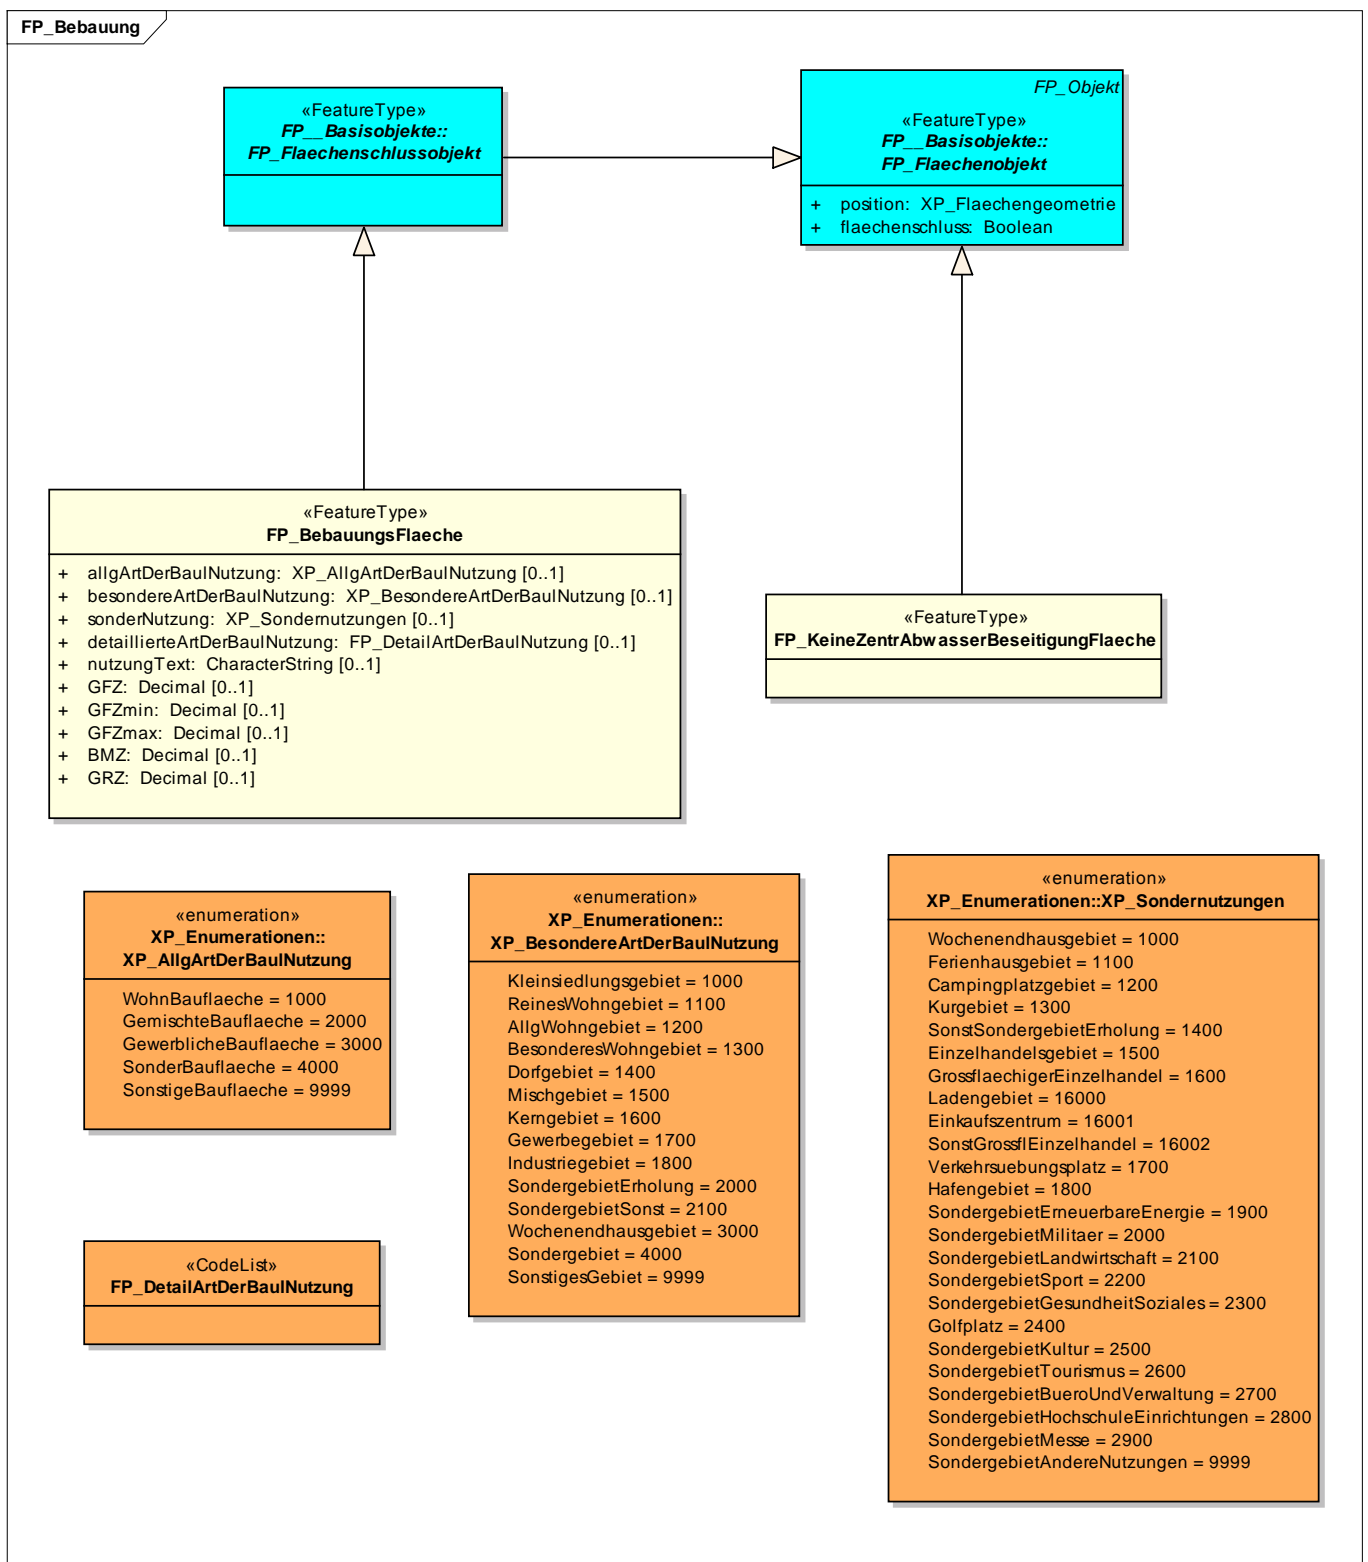 FP_Bebauung
«FeatureType»
FP__Basisobjekte::
FP_Flaechenschlussobjekt
FP_Objekt
«FeatureType»
FP__Basisobjekte::
FP_Flaechenobjekt
+ position: XP_Flaechengeometrie
+ flaechenschluss: Boolean
«FeatureType»
FP_BebauungsFlaeche
+ allgArtDerBaulNutzung: XP_AllgArtDerBaulNutzung [0..1]
+ besondereArtDerBaulNutzung: XP_BesondereArtDerBaulNutzung [0..1]
+ sonderNutzung: XP_Sondernutzungen [0..1]
+ detaillierteArtDerBaulNutzung: FP_DetailArtDerBaulNutzung [0..1]
+ nutzungText: CharacterString [0..1]
+ GFZ: Decimal [0..1]
+ GFZmin: Decimal [0..1]
+ GFZmax: Decimal [0..1]
+ BMZ: Decimal [0..1]
+ GRZ: Decimal [0..1]
«FeatureType»
FP_KeineZentrAbwasserBeseitigungFlaeche
«enumeration»
XP_Enumerationen::
XP_AllgArtDerBaulNutzung
WohnBauflaeche = 1000
GemischteBauflaeche = 2000
GewerblicheBauflaeche = 3000
SonderBauflaeche = 4000
SonstigeBauflaeche = 9999
«enumeration»
XP_Enumerationen::
XP_BesondereArtDerBaulNutzung
Kleinsiedlungsgebiet = 1000
ReinesWohngebiet = 1100
AllgWohngebiet = 1200
BesonderesWohngebiet = 1300
Dorfgebiet = 1400
Mischgebiet = 1500
Kerngebiet = 1600
Gewerbegebiet = 1700
Industriegebiet = 1800
SondergebietErholung = 2000
SondergebietSonst = 2100
Wochenendhausgebiet = 3000
Sondergebiet = 4000
SonstigesGebiet = 9999
«enumeration»
XP_Enumerationen::XP_Sondernutzungen
Wochenendhausgebiet = 1000
Ferienhausgebiet = 1100
Campingplatzgebiet = 1200
Kurgebiet = 1300
SonstSondergebietErholung = 1400
Einzelhandelsgebiet = 1500
GrossflaechigerEinzelhandel = 1600
Ladengebiet = 16000
Einkaufszentrum = 16001
SonstGrossflEinzelhandel = 16002
Verkehrsuebungsplatz = 1700
Hafengebiet = 1800
SondergebietErneuerbareEnergie = 1900
SondergebietMilitaer = 2000
SondergebietLandwirtschaft = 2100
SondergebietSport = 2200
SondergebietGesundheitSoziales = 2300
Golfplatz = 2400
SondergebietKultur = 2500
SondergebietTourismus = 2600
SondergebietBueroUndVerwaltung = 2700
SondergebietHochschuleEinrichtungen = 2800
SondergebietMesse = 2900
SondergebietAndereNutzungen = 9999
«CodeList»
FP_DetailArtDerBaulNutzung